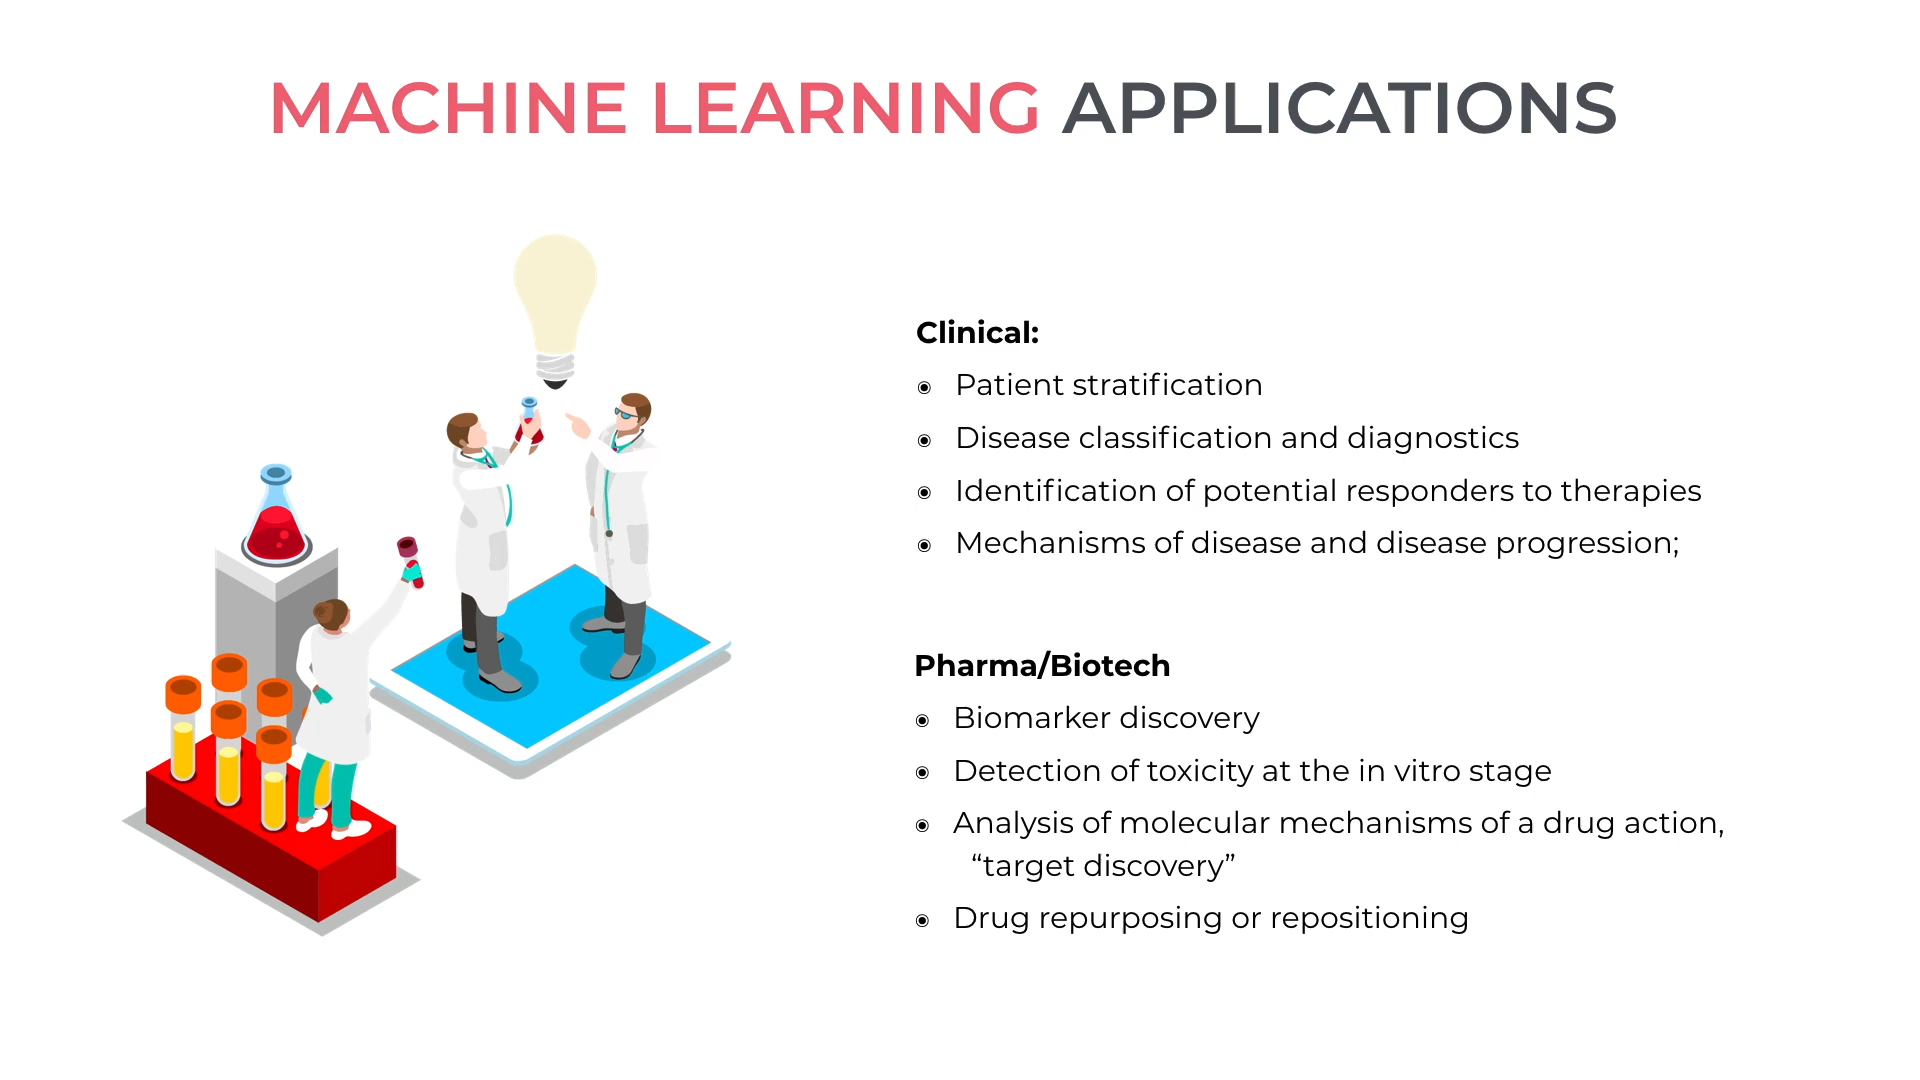 MACHINE LEARNING APPLICATIONS
Clinical:
◉ Patient stratification
◉ Disease classification and diagnostics
◉ Identification of potential responders to therapies
◉ Mechanisms of disease and disease progression;
Pharma/Biotech
◉ Biomarker discovery
◉ Detection of toxicity at the in vitro stage
◉ Analysis of molecular mechanisms of a drug action,
“target discovery”
◉ Drug repurposing or repositioning